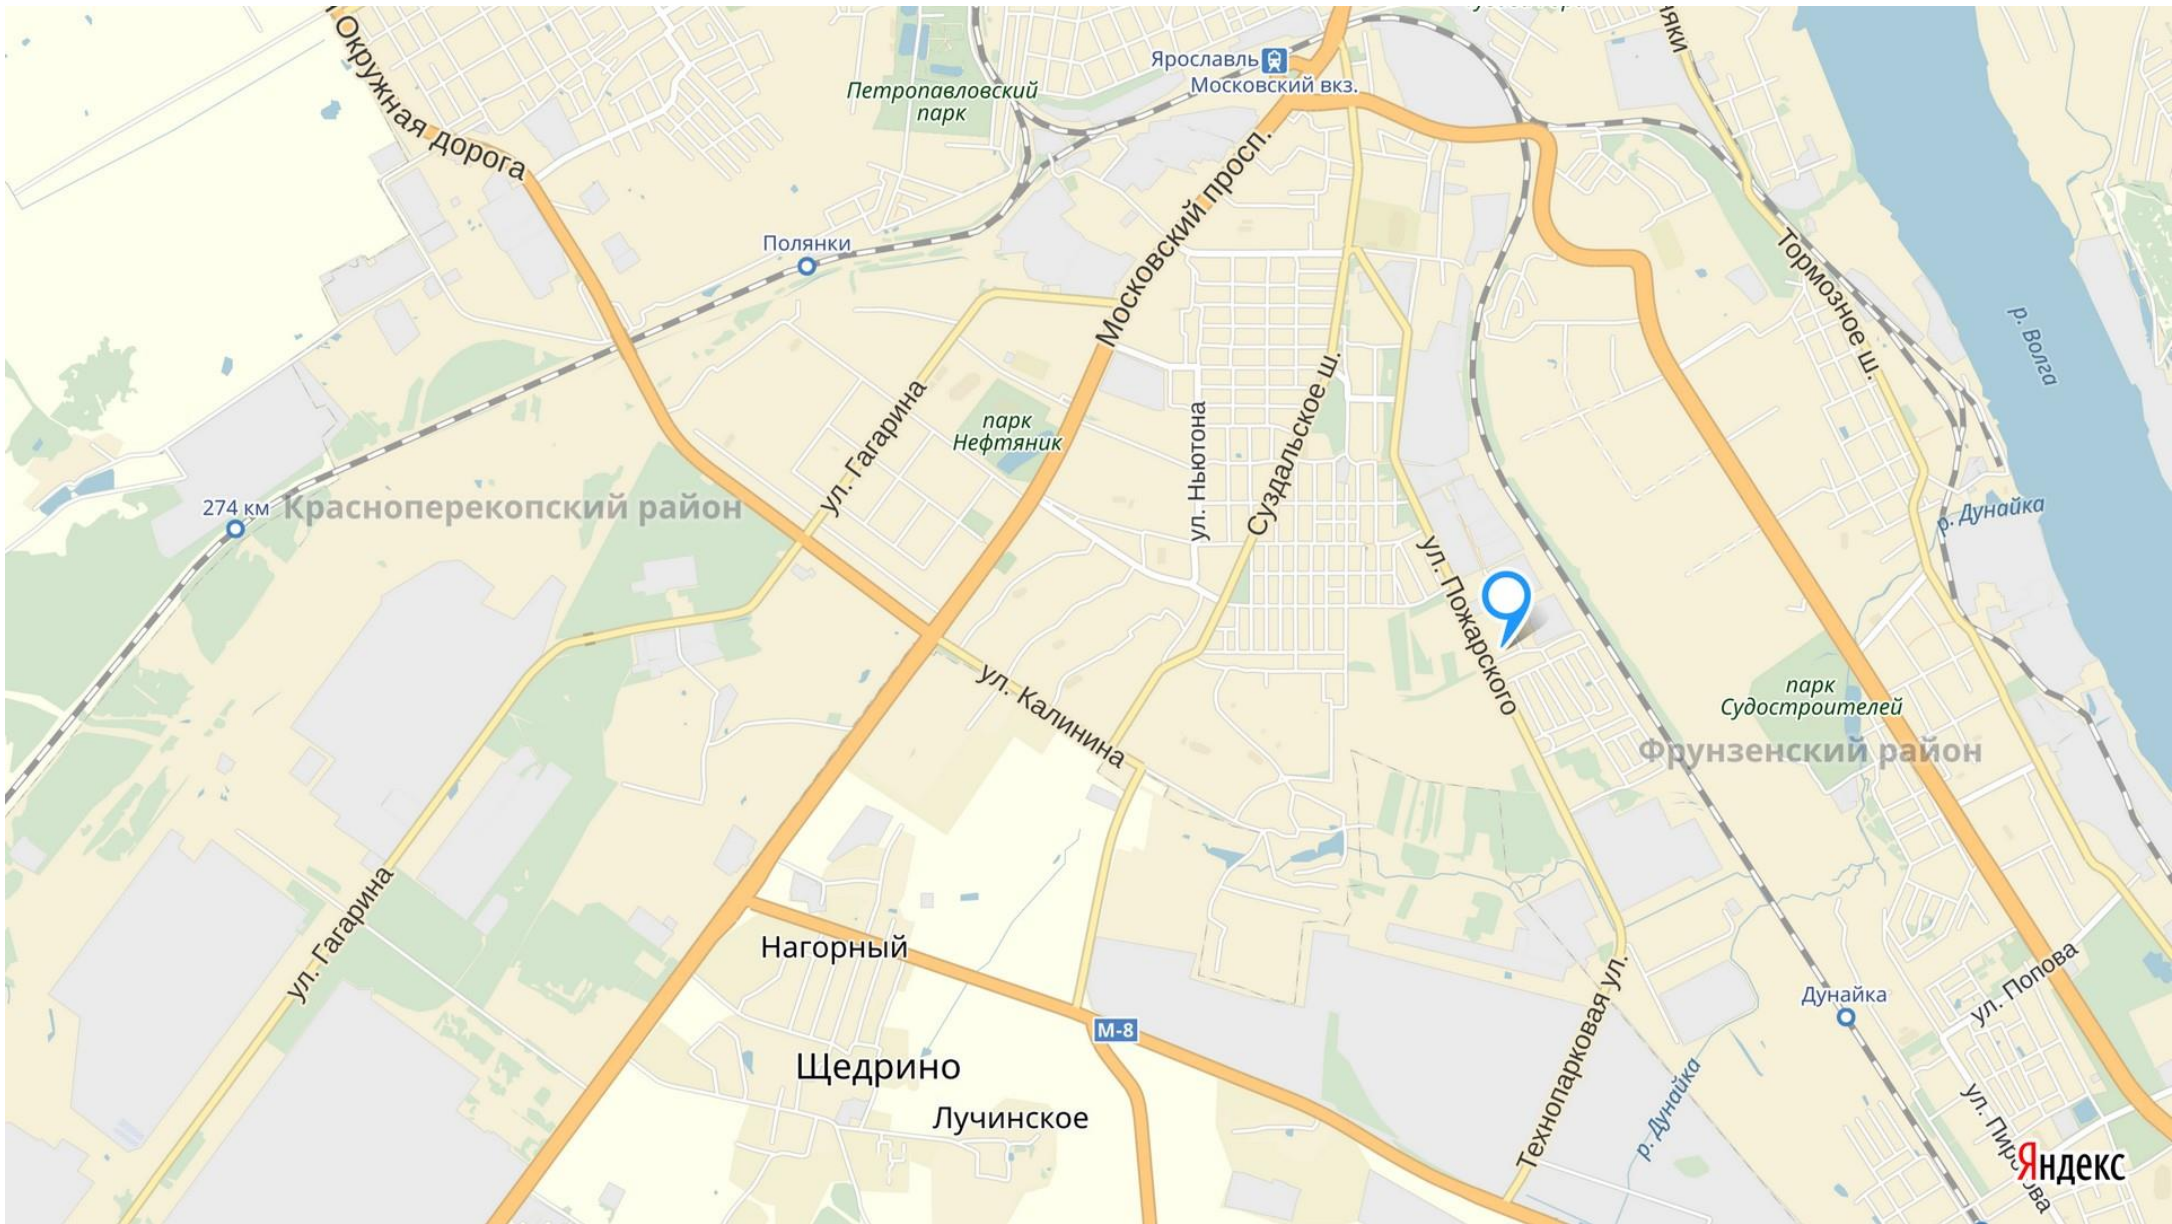 Окружная дорога
Ярославль
Московский вкз.
Петропавловский
парк
Московский просп.
Полянки
Тормозное ш.
р. Волга
ул. Гагарина
парк
Нефтяник
ул. Ньютона
Суздальское ш.
274 км
Красноперекопский район
р. Дунайка
ул. Пожарского
ул. Калинина
парк
Судостроителей
Фрунзенский район
ул. Гагарина
Нагорный
М-8
Щедрино
Лучинское
Технопарковая ул.
р. Дунайка
Дунайка
ул. Попова
Яндекс